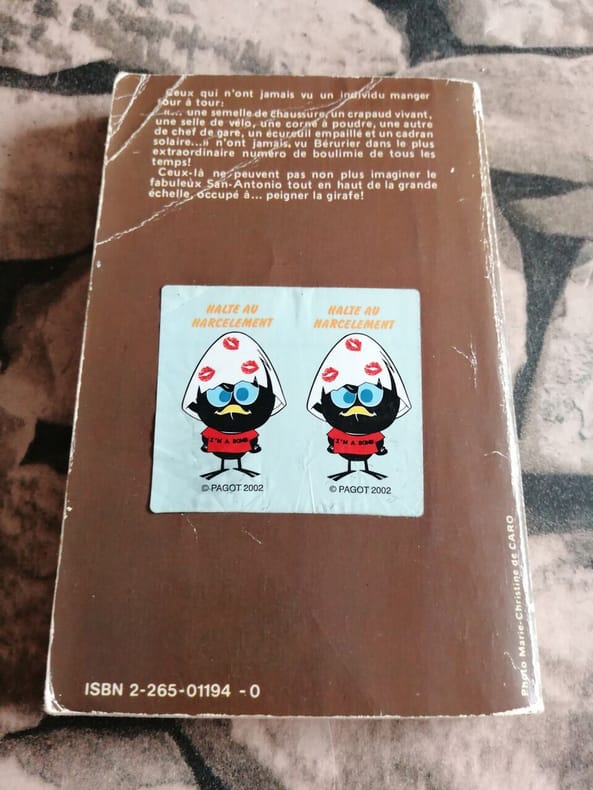 Ceux qui n'ont jamais vu un individu manger
tour à tour:
«... une semelle de chaussure, un crapaud vivant,
une selle de vélo, une corne à poudre, une autre
de chef de gare, un écureuil empaillé et un cadran
solaire...» n'ont jamais, vu Bérurier dans le plus
extraordinaire numéro de boulimie de tous les
temps!
Ceux-là ne peuvent pas non plus imaginer le
fabuleux San-Antonio tout en haut de la grande
échelle, occupé à... peigner la girafe!
HALTE AU
HARCELEMENT
I'M A BOMB
© PAGOT 2002
HALTE AU
HARCELEMENT
I'M A BOMB
© PAGOT 2002
Photo Marie-Christine de CARO
ISBN 2-265-01194 -0